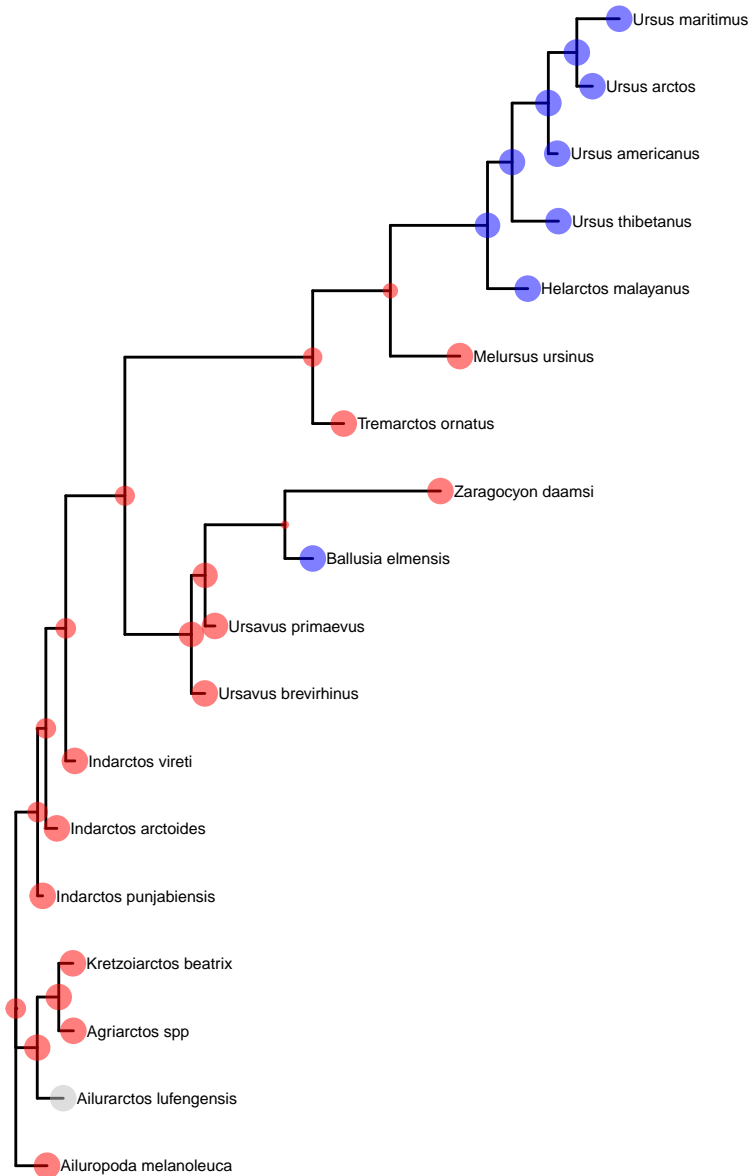 Ursus maritimus
Ursus arctos
Ursus americanus
Ursus thibetanus
Helarctos malayanus
Melursus ursinus
Tremarctos ornatus
Zaragocyon daamsi
Ballusia elmensis
Ursavus primaevus
Ursavus brevirhinus
Indarctos vireti
Indarctos arctoides
Indarctos punjabiensis
Kretzoiarctos beatrix
Agriarctos spp
Ailurarctos lufengensis
Ailuropoda melanoleuca